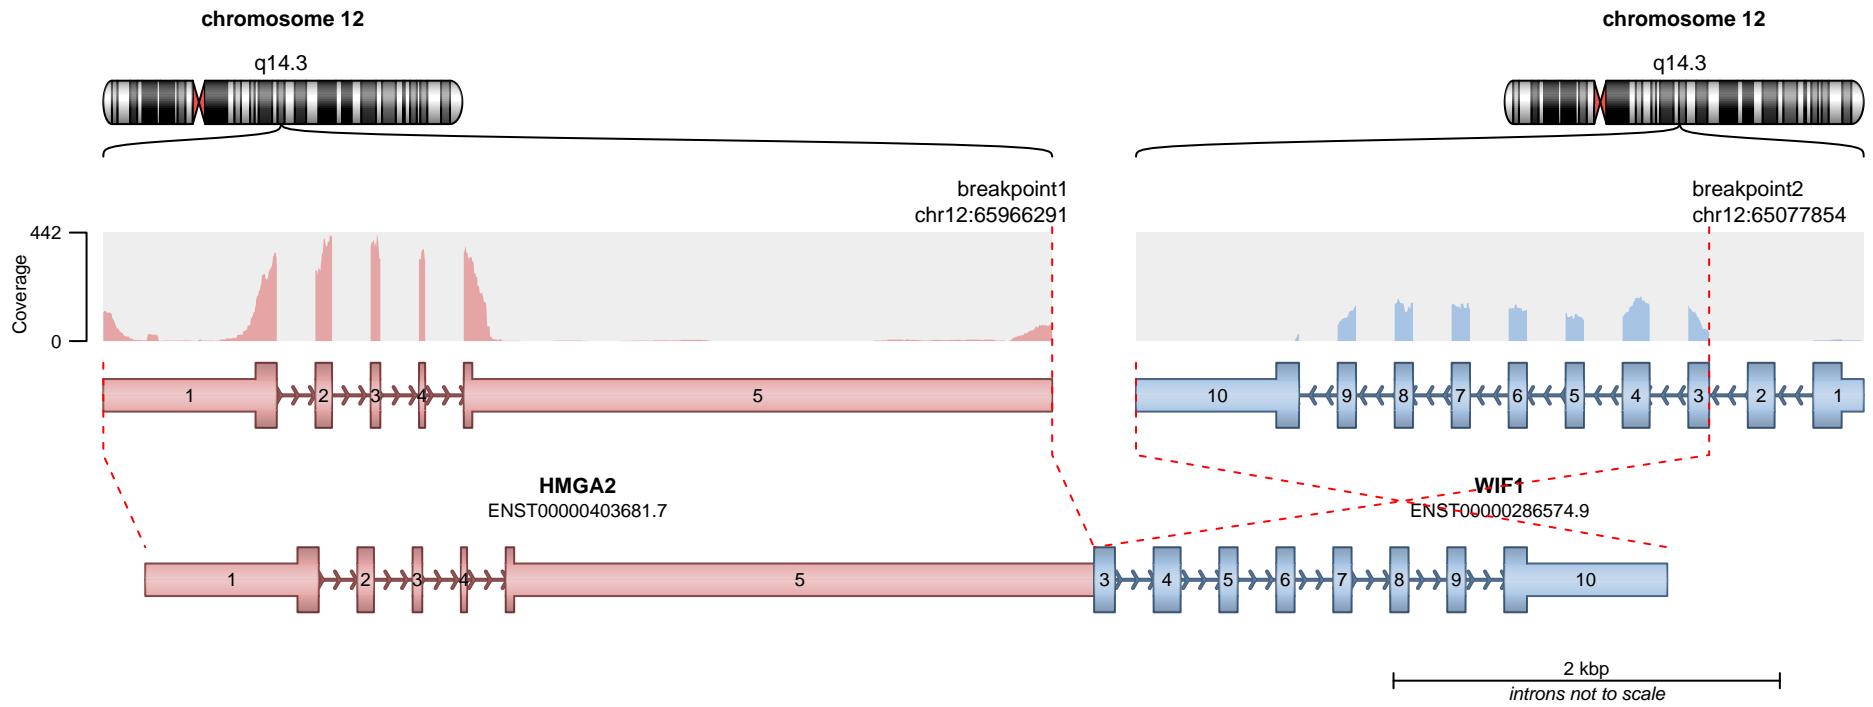 chromosome 12
chromosome 12
q14.3
q14.3
breakpoint1
chr12:65966291
breakpoint2
chr12:65077854
442
Coverage
0
1 2 3 4 5
10 9 8 7 6 5 4 3 2 1
HMGA2
ENST00000403681.7
WIF1
ENST00000286574.9
1 2 3 4 5 3 4 5 6 7 8 9 10
2 kbp
introns not to scale